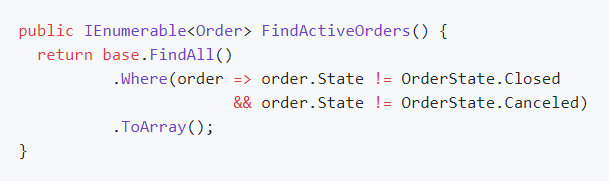 public IEnumerable<Order> FindActiveOrders() {
  return base.FindAll()
          .Where(order => order.State != OrderState.Closed
                       && order.State != OrderState.Canceled)
          .ToArray();
}